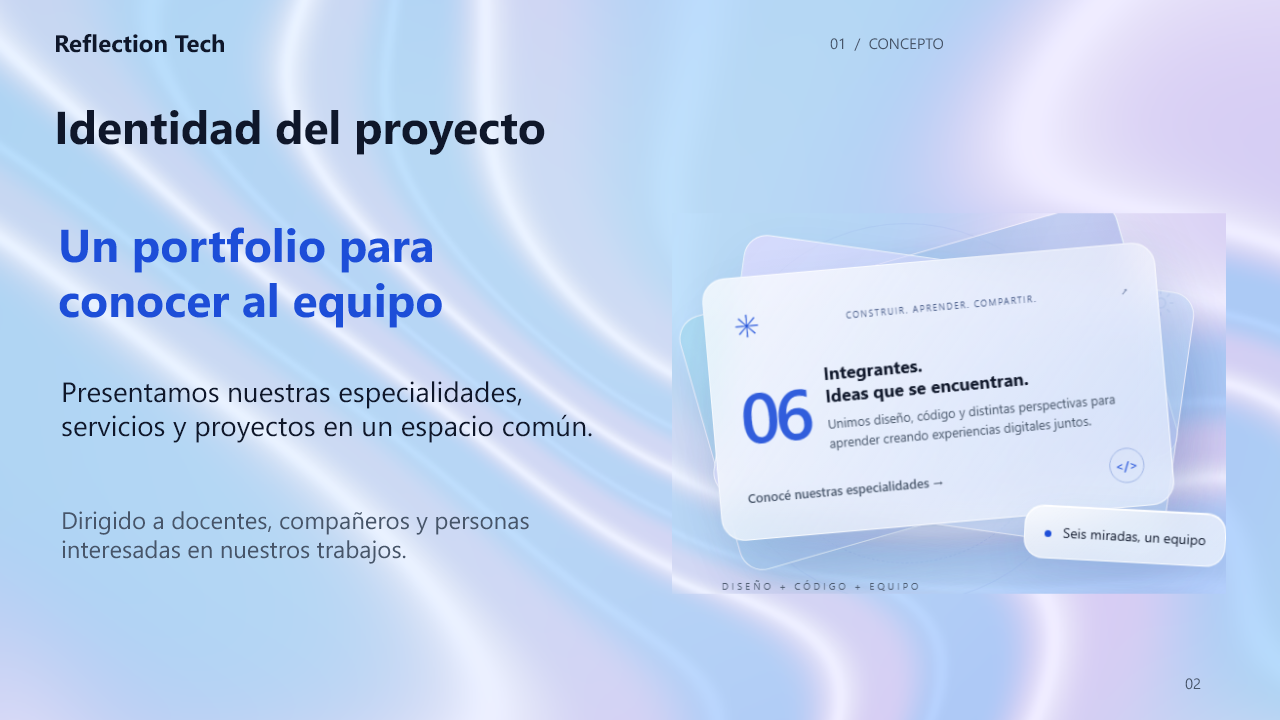 Reflection Tech
01 / CONCEPTO
Identidad del proyecto
Un portfolio para
conocer al equipo
Presentamos nuestras especialidades,
servicios y proyectos en un espacio común.
Dirigido a docentes, compañeros y personas
interesadas en nuestros trabajos.
CONSTRUIR. APRENDER. COMPARTIR.
06
Integrantes.
Ideas que se encuentran.
Unimos diseño, código y distintas perspectivas para
aprender creando experiencias digitales juntos.
</>
Conocé nuestras especialidades →
Seis miradas, un equipo
DISEÑO + CÓDIGO + EQUIPO
02